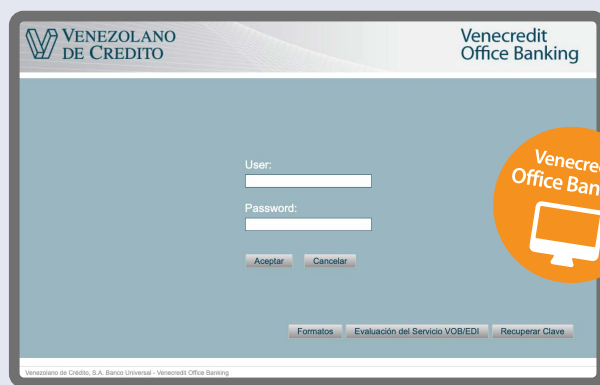 VENEZOLANO
DE CREDITO
Venecredit
Office Banking
User:
Venecre
Office Ban
Password:
Aceptar Cancelar
Formatos Evaluación del Servicio VOB/EDI Recuperar Clave
Venezolano de Crédito, S.A. Banco Universal - Venecredit Office Banking